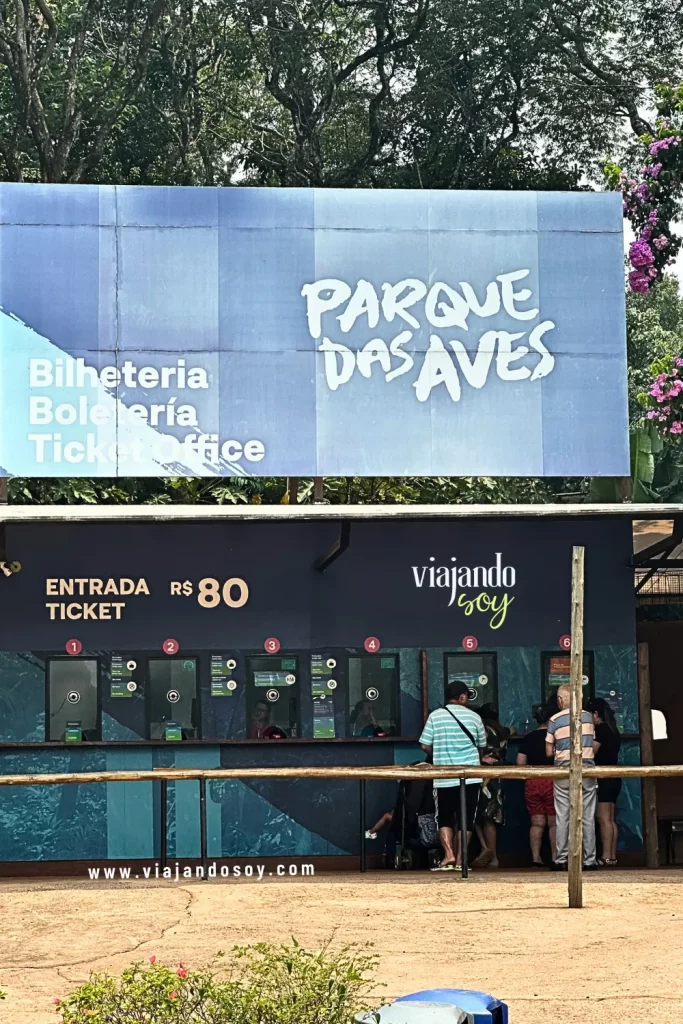 PARQUE
DAS AVES
Bilheteria
Boletería
Ticket Office
ENTRADA R$ 80
TICKET
viajando
soy
1 2 3 4 5 6
www.viajandosoy.com